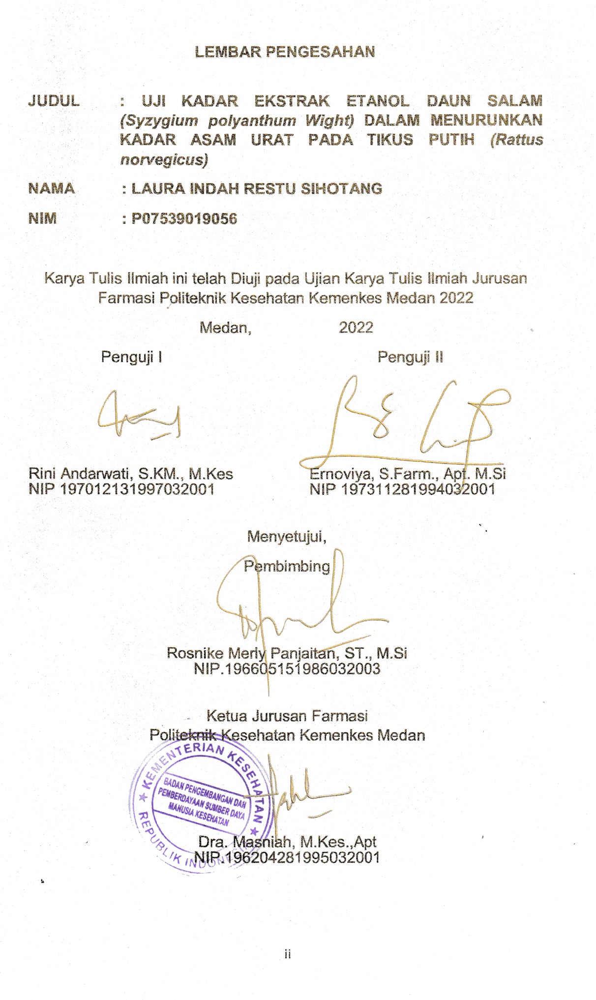 LEMBAR PENGESAHAN
JUDUL : UJI KADAR EKSTRAK ETANOL DAUN SALAM
(Syzygium polyanthum Wight) DALAM MENURUNKAN
KADAR ASAM URAT PADA TIKUS PUTIH (Rattus
norvegicus)
NAMA : LAURA INDAH RESTU SIHOTANG
NIM : P07539019056
Karya Tulis Ilmiah ini telah Diuji pada Ujian Karya Tulis Ilmiah Jurusan
Farmasi Politeknik Kesehatan Kemenkes Medan 2022
Medan, 2022
Penguji I Penguji II
Rini Andarwati, S.KM., M.Kes Ernoviya, S.Farm., Apt. M.Si
NIP 197012131997032001 NIP 197311281994032001
Menyetujui,
Pembimbing
Rosnike Merly Panjaitan, ST., M.Si
NIP.196605151986032003
Ketua Jurusan Farmasi
Politeknik Kesehatan Kemenkes Medan
KEMENTERIAN KESEHATAN
BADAN PENGEMBANGAN DAN
PEMBERDAYAAN SUMBER DAYA
MANUSIA KESEHATAN
REPUBLIK INDONESIA
Dra. Masniah, M.Kes.,Apt
NIP.196204281995032001
ii